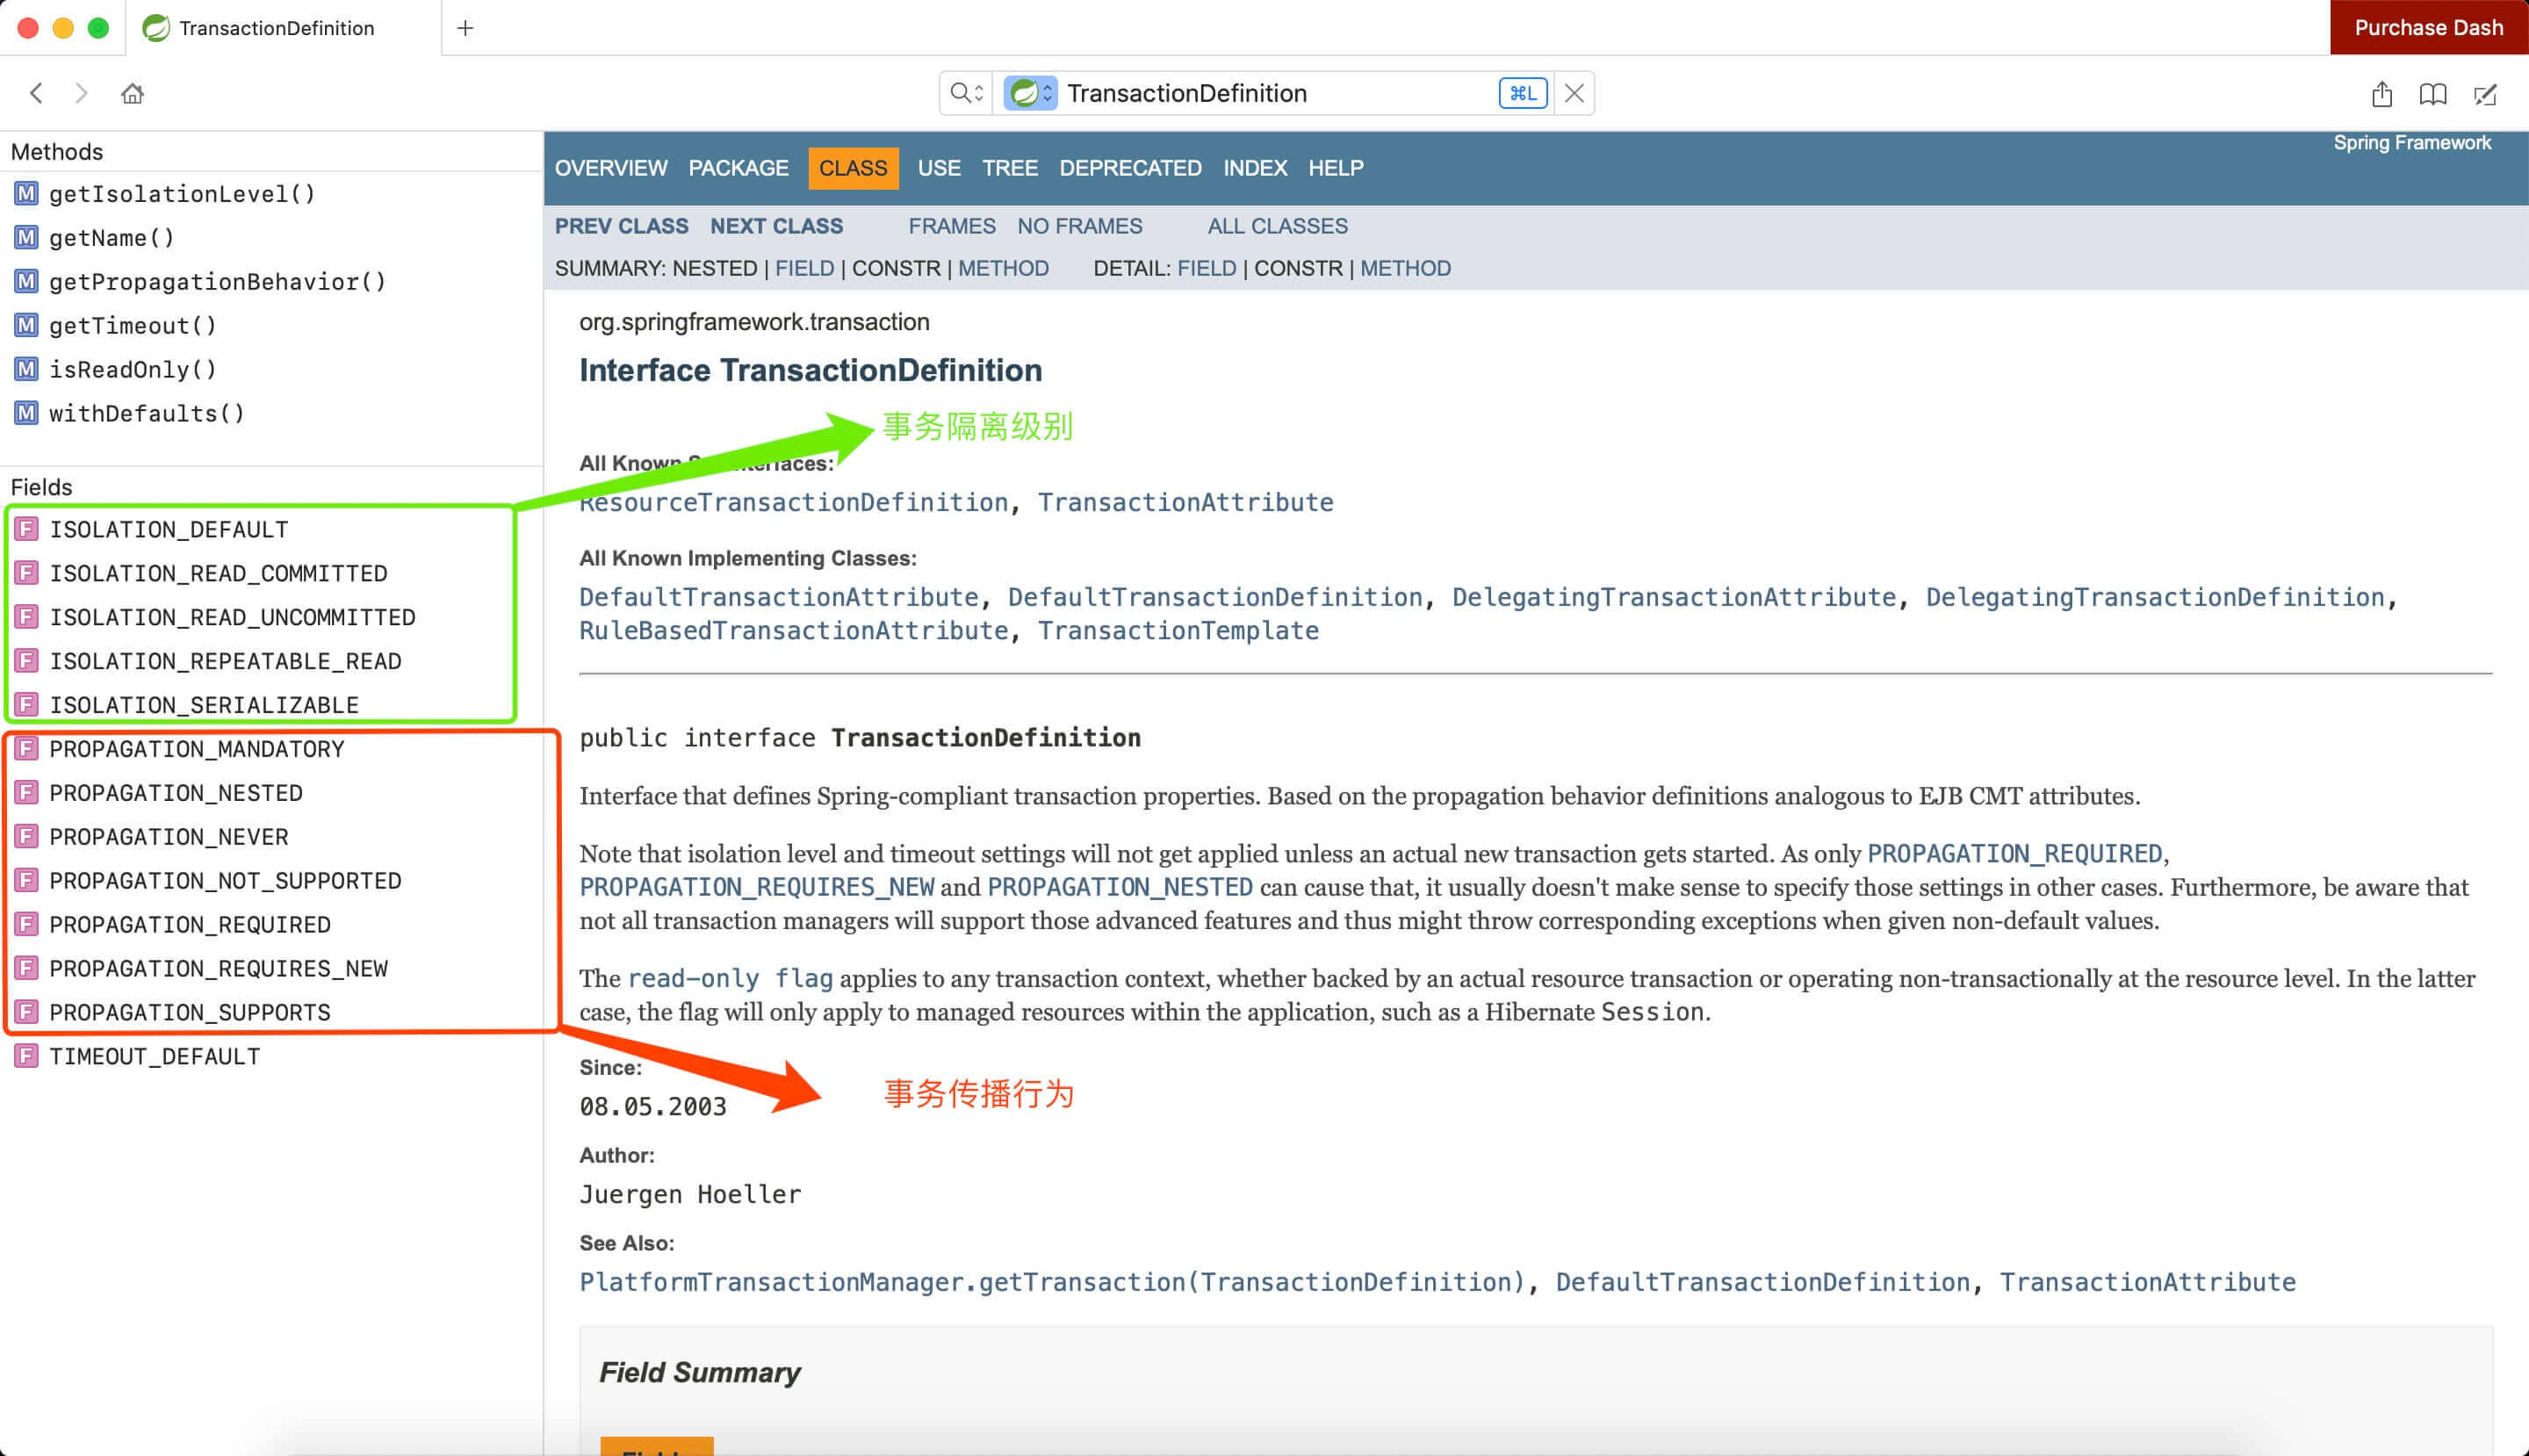 TransactionDefinition
Purchase Dash
TransactionDefinition
⌘L
Methods
M getIsolationLevel()
M getName()
M getPropagationBehavior()
M getTimeout()
M isReadOnly()
M withDefaults()
Fields
F ISOLATION_DEFAULT
F ISOLATION_READ_COMMITTED
F ISOLATION_READ_UNCOMMITTED
F ISOLATION_REPEATABLE_READ
F ISOLATION_SERIALIZABLE
F PROPAGATION_MANDATORY
F PROPAGATION_NESTED
F PROPAGATION_NEVER
F PROPAGATION_NOT_SUPPORTED
F PROPAGATION_REQUIRED
F PROPAGATION_REQUIRES_NEW
F PROPAGATION_SUPPORTS
F TIMEOUT_DEFAULT
Spring Framework
OVERVIEW PACKAGE CLASS USE TREE DEPRECATED INDEX HELP
PREV CLASS NEXT CLASS FRAMES NO FRAMES ALL CLASSES
SUMMARY: NESTED | FIELD | CONSTR | METHOD DETAIL: FIELD | CONSTR | METHOD
org.springframework.transaction
Interface TransactionDefinition
事务隔离级别
All Known
ResourceTransactionDefinition, TransactionAttribute
All Known Implementing Classes:
DefaultTransactionAttribute, DefaultTransactionDefinition, DelegatingTransactionAttribute, DelegatingTransactionDefinition,
RuleBasedTransactionAttribute, TransactionTemplate
public interface TransactionDefinition
Interface that defines Spring-compliant transaction properties. Based on the propagation behavior definitions analogous to EJB CMT attributes.
Note that isolation level and timeout settings will not get applied unless an actual new transaction gets started. As only PROPAGATION_REQUIRED,
PROPAGATION_REQUIRES_NEW and PROPAGATION_NESTED can cause that, it usually doesn't make sense to specify those settings in other cases. Furthermore, be aware that
not all transaction managers will support those advanced features and thus might throw corresponding exceptions when given non-default values.
The read-only flag applies to any transaction context, whether backed by an actual resource transaction or operating non-transactionally at the resource level. In the latter
case, the flag will only apply to managed resources within the application, such as a Hibernate Session.
Since:
08.05.2003
事务传播行为
Author:
Juergen Hoeller
See Also:
PlatformTransactionManager.getTransaction(TransactionDefinition), DefaultTransactionDefinition, TransactionAttribute
Field Summary